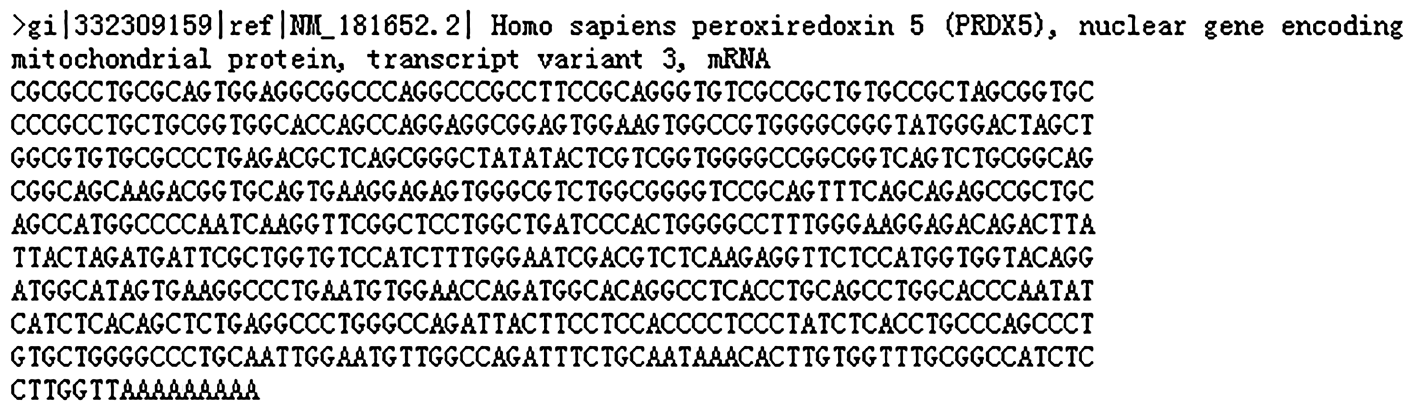 >gi|332309159|ref|NM_181652.2| Homo sapiens peroxiredoxin 5 (PRDX5), nuclear gene encoding
mitochondrial protein, transcript variant 3, mRNA
CGCGCCTGCGCAGTGGAGGCGGCCCAGGCCCGCCTTCCGCAGGGTGTCGCCGCTGTGCCGCTAGCGGTGC
CCCGCCTGCTGCGGTGGCACCAGCCAGGAGGCGGAGTGGAAGTGGCCGTGGGGCGGGTATGGGACTAGCT
GGCGTGTGCGCCCTGAGACGCTCAGCGGGCTATATACTCGTCGGTGGGGCCGGCGGTCAGTCTGCGGCAG
CGGCAGCAAGACGGTGCAGTGAAGGAGAGTGGGCGTCTGGCGGGGTCCGCAGTTTCAGCAGAGCCGCTGC
AGCCATGGCCCCAATCAAGGTTCGGCTCCTGGCTGATCCCACTGGGGCCTTTGGGAAGGAGACAGACTTA
TTACTAGATGATTCGCTGGTGTCCATCTTTGGGAATCGACGTCTCAAGAGGTTCTCCATGGTGGTACAGG
ATGGCATAGTGAAGGCCCTGAATGTGGAACCAGATGGCACAGGCCTCACCTGCAGCCTGGCACCCAATAT
CATCTCACAGCTCTGAGGCCCTGGGCCAGATTACTTCCTCCACCCCTCCCTATCTCACCTGCCCAGCCCT
GTGCTGGGGCCCTGCAATTGGAATGTTGGCCAGATTTCTGCAATAAACACTTGTGGTTTGCGGCCATCTC
CTTGGTTAAAAAAAAAA